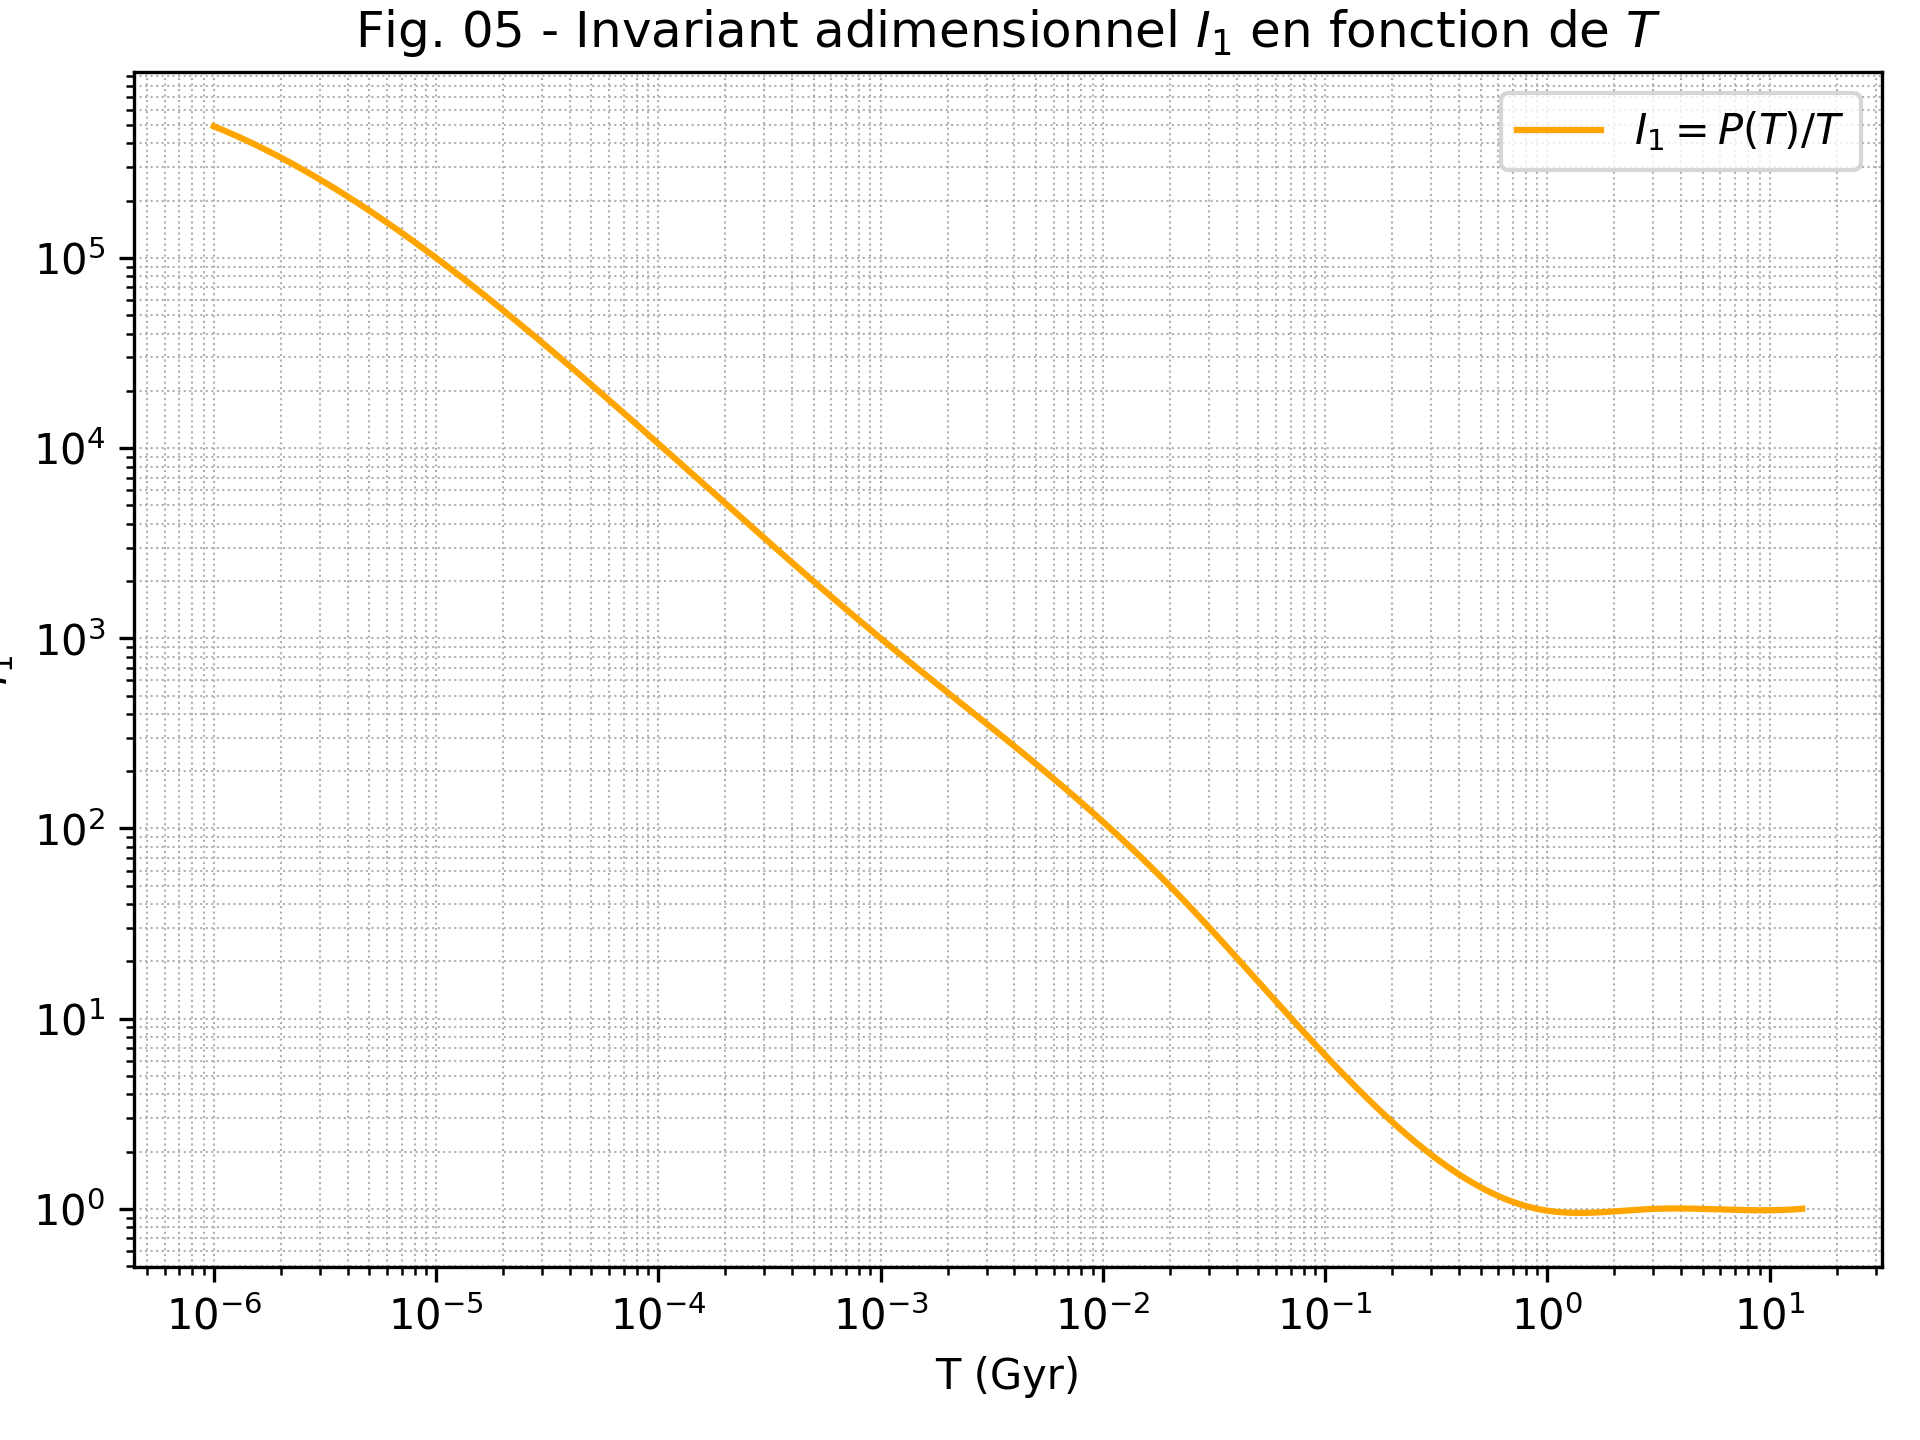 Fig. 05 - Invariant adimensionnel I₁ en fonction de T
I₁ = P(T)/T
10⁵
10⁴
10³
10²
10¹
10⁰
10⁻⁶ 10⁻⁵ 10⁻⁴ 10⁻³ 10⁻² 10⁻¹ 10⁰ 10¹
T (Gyr)